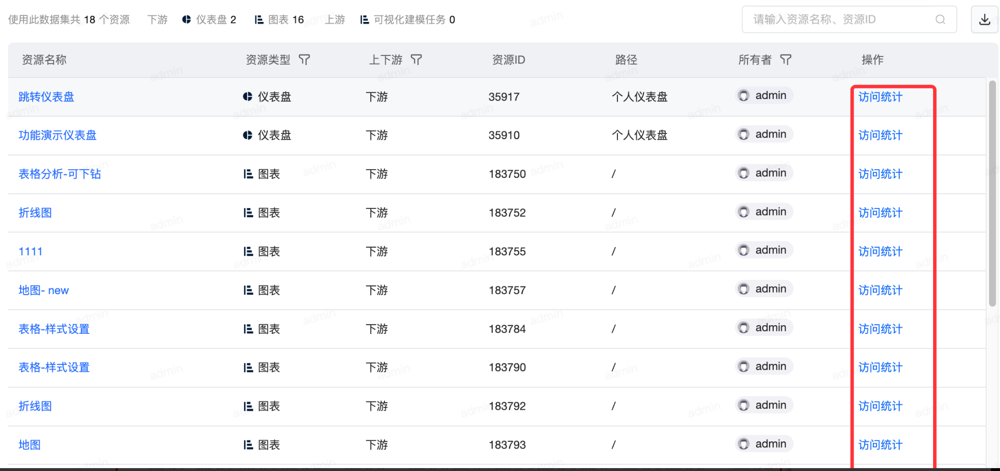 使用此数据集共 18 个资源 下游 仪表盘 2 图表 16 上游 可视化建模任务 0 请输入资源名称、资源ID
资源名称 资源类型 上下游 资源ID 路径 所有者 操作
跳转仪表盘 仪表盘 下游 35917 个人仪表盘 admin 访问统计
功能演示仪表盘 仪表盘 下游 35910 个人仪表盘 admin 访问统计
表格分析-可下钻 图表 下游 183750 / admin 访问统计
折线图 图表 下游 183752 / admin 访问统计
1111 图表 下游 183755 / admin 访问统计
地图- new 图表 下游 183757 / admin 访问统计
表格-样式设置 图表 下游 183784 / admin 访问统计
表格-样式设置 图表 下游 183790 / admin 访问统计
折线图 图表 下游 183792 / admin 访问统计
地图 图表 下游 183793 / admin 访问统计